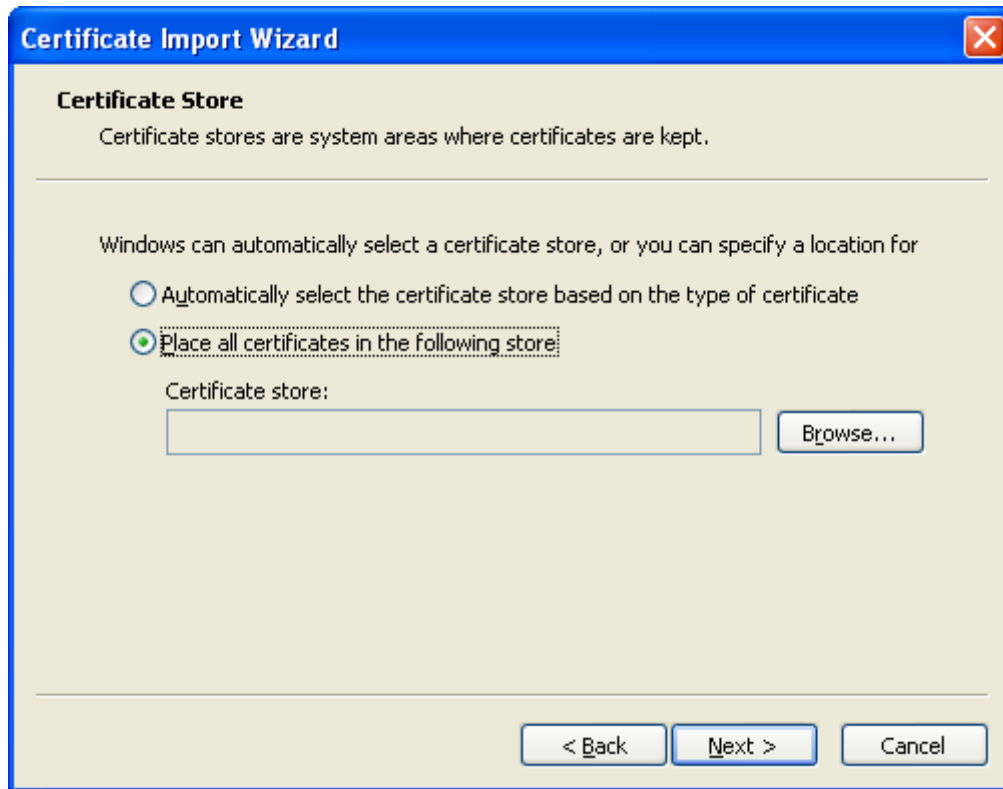 Certificate Import Wizard
Certificate Store
Certificate stores are system areas where certificates are kept.
Windows can automatically select a certificate store, or you can specify a location for
Automatically select the certificate store based on the type of certificate
Place all certificates in the following store
Certificate store:
Browse...
< Back Next > Cancel